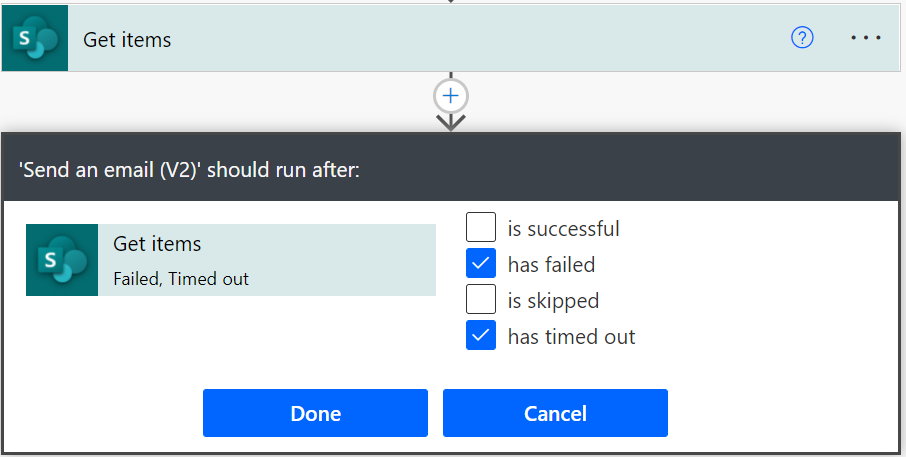 S
Get items
?
'Send an email (V2)' should run after:
S
Get items
Failed, Timed out
is successful
has failed
is skipped
has timed out
Done
Cancel